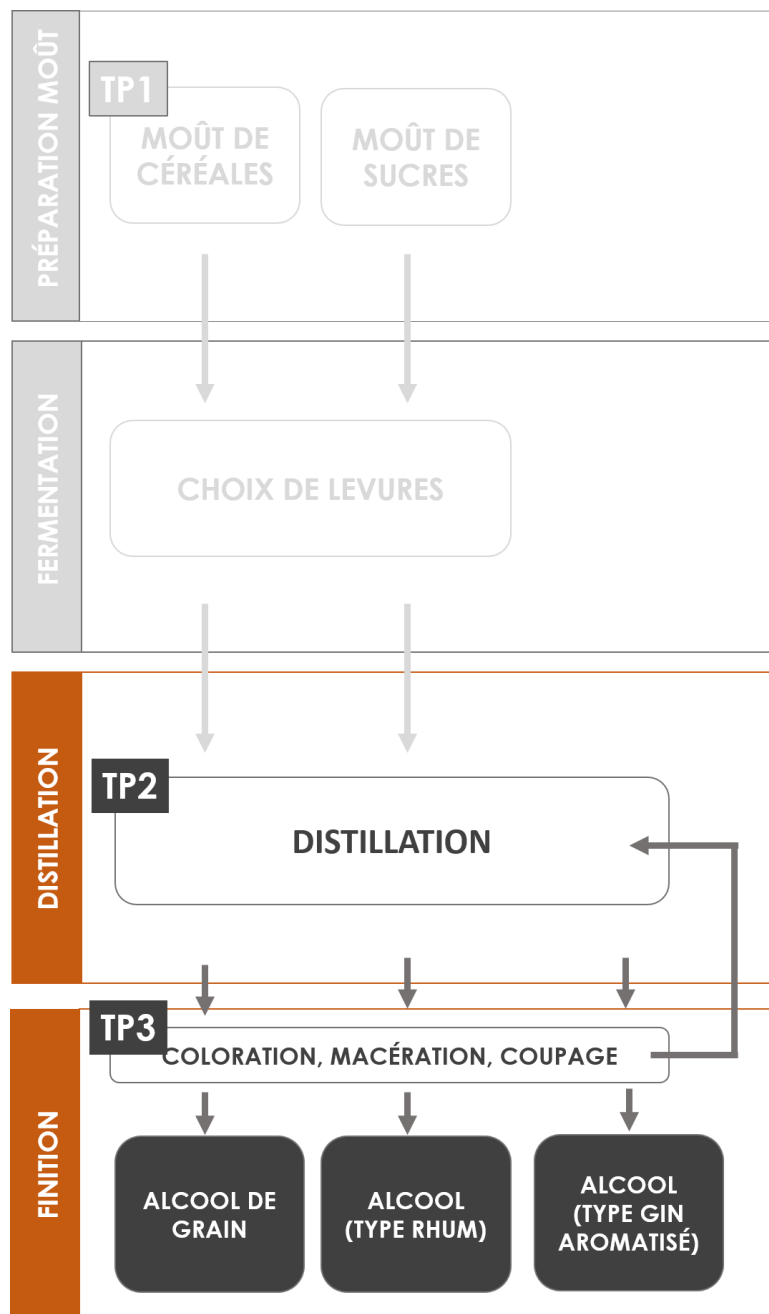 PRÉPARATION MOÛT
TP1
MOÛT DE
CÉRÉALES
MOÛT DE
SUCRES
FERMENTATION
CHOIX DE LEVURES
DISTILLATION
TP2
DISTILLATION
FINITION
TP3
COLORATION, MACÉRATION, COUPAGE
ALCOOL DE
GRAIN
ALCOOL
(TYPE RHUM)
ALCOOL
(TYPE GIN
AROMATISÉ)